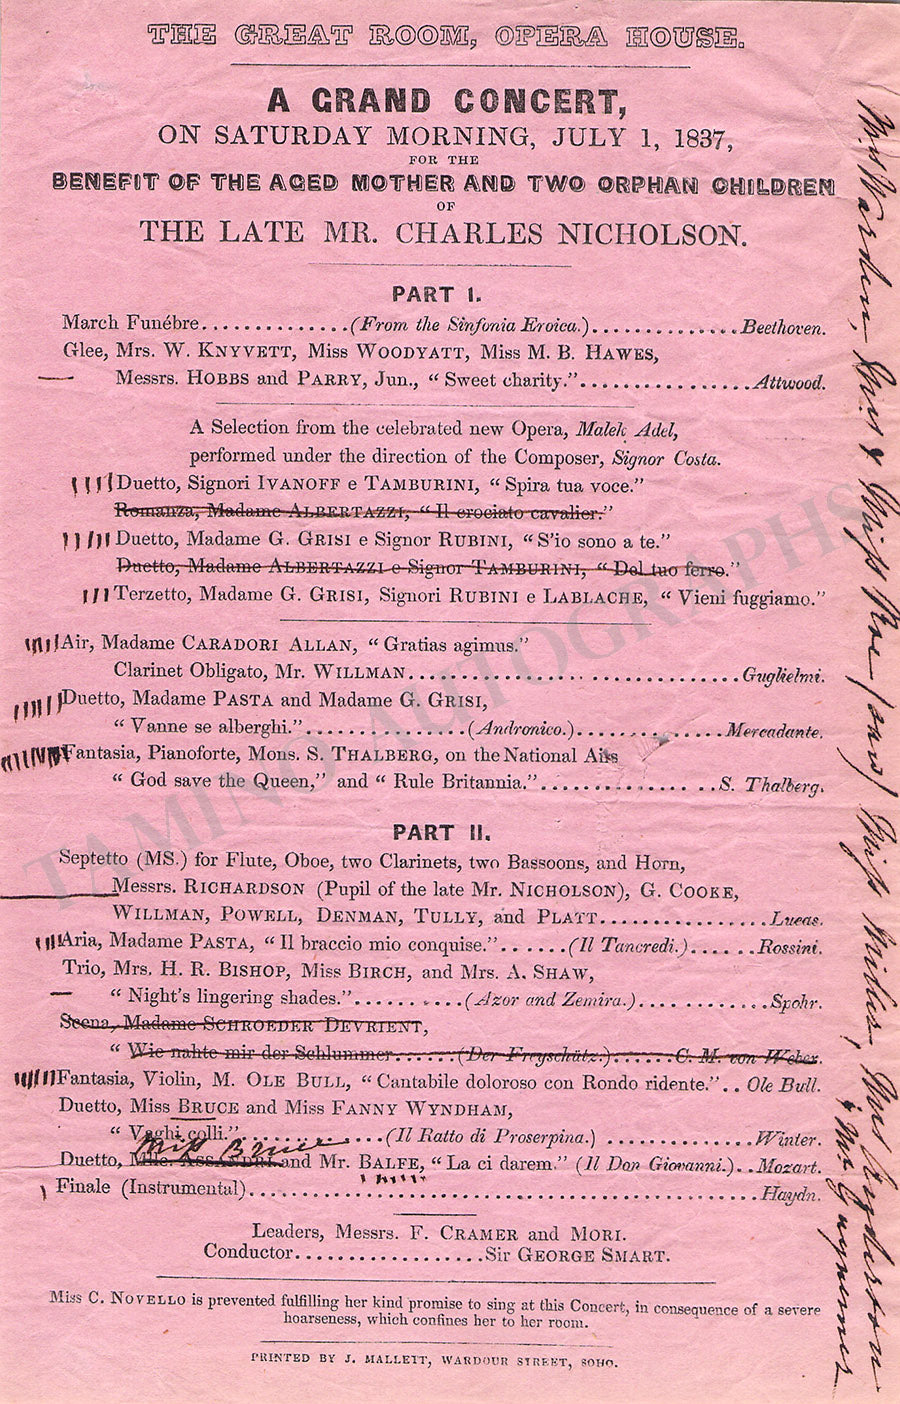 THE GREAT ROOM, OPERA HOUSE.
A GRAND CONCERT,
ON SATURDAY MORNING, JULY 1, 1837,
FOR THE
BENEFIT OF THE AGED MOTHER AND TWO ORPHAN CHILDREN
OF
THE LATE MR. CHARLES NICHOLSON.
PART I.
March Funébre..............(From the Sinfonia Eroica.)..............Beethoven.
Glee, Mrs. W. KNYVETT, Miss WOODYATT, Miss M. B. HAWES,
Messrs. HOBBS and PARRY, Jun., “ Sweet charity.”................Attwood.
A Selection from the celebrated new Opera, Malek Adel,
performed under the direction of the Composer, Signor Costa.
Duetto, Signori IVANOFF e TAMBURINI, “ Spira tua voce.”
Romanza, Madame ALBERTAZZI, “ Il crociato cavalier.”
Duetto, Madame G. GRISI e Signor RUBINI, “ S’io sono a te.”
Duetto, Madame ALBERTAZZI e Signor TAMBURINI, “ Del tuo ferro.”
Terzetto, Madame G. GRISI, Signori RUBINI e LABLACHE, “ Vieni fuggiamo.”
Air, Madame CARADORI ALLAN, “ Gratias agimus.”
Clarinet Obligato, Mr. WILLMAN................................Guglielmi.
Duetto, Madame PASTA and Madame G. GRISI,
“ Vanne se alberghi.”................(Andronico.)...............Mercadante.
Fantasia, Pianoforte, Mons. S. THALBERG, on the National Airs
“ God save the Queen,” and “ Rule Britannia.”.................S. Thalberg.
PART II.
Septetto (MS.) for Flute, Oboe, two Clarinets, two Bassoons, and Horn,
Messrs. RICHARDSON (Pupil of the late Mr. NICHOLSON), G. COOKE,
WILLMAN, POWELL, DENMAN, TULLY, and PLATT................Lucas.
Aria, Madame PASTA, “ Il braccio mio conquise.”......(Il Tancredi.)......Rossini.
Trio, Mrs. H. R. BISHOP, Miss BIRCH, and Mrs. A. SHAW,
“ Night’s lingering shades.”..........(Azor and Zemira.)............Spohr.
Scena, Madame SCHROEDER DEVRIENT,
“ Wie nahte mir der Schlummer......(Der Freyschütz.)......C. M. von Weber.
Fantasia, Violin, M. OLE BULL, “ Cantabile doloroso con Rondo ridente.”..Ole Bull.
Duetto, Miss BRUCE and Miss FANNY WYNDHAM,
“ Vaghi colli.”..............(Il Ratto di Proserpina.)..............Winter.
Miss Bruce
Duetto, Mlle. ASSANDRI and Mr. BALFE, “ La ci darem.” (Il Don Giovanni.)..Mozart.
Finale (Instrumental)..................................................Haydn.
Leaders, Messrs. F. CRAMER and MORI.
Conductor.................Sir GEORGE SMART.
Miss C. NOVELLO is prevented fulfilling her kind promise to sing at this Concert, in consequence of a severe
hoarseness, which confines her to her room.
PRINTED BY J. MALLETT, WARDOUR STREET, SOHO.
TAMINO AUTOGRAPHS